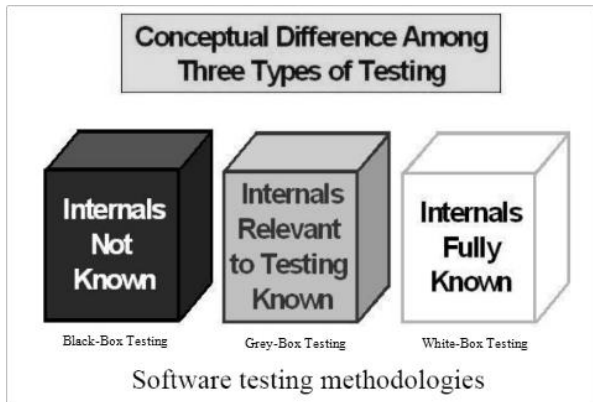 Conceptual Difference Among
Three Types of Testing
Internals
Not
Known
Internals
Relevant
to Testing
Known
Internals
Fully
Known
Black-Box Testing
Grey-Box Testing
White-Box Testing
Software testing methodologies